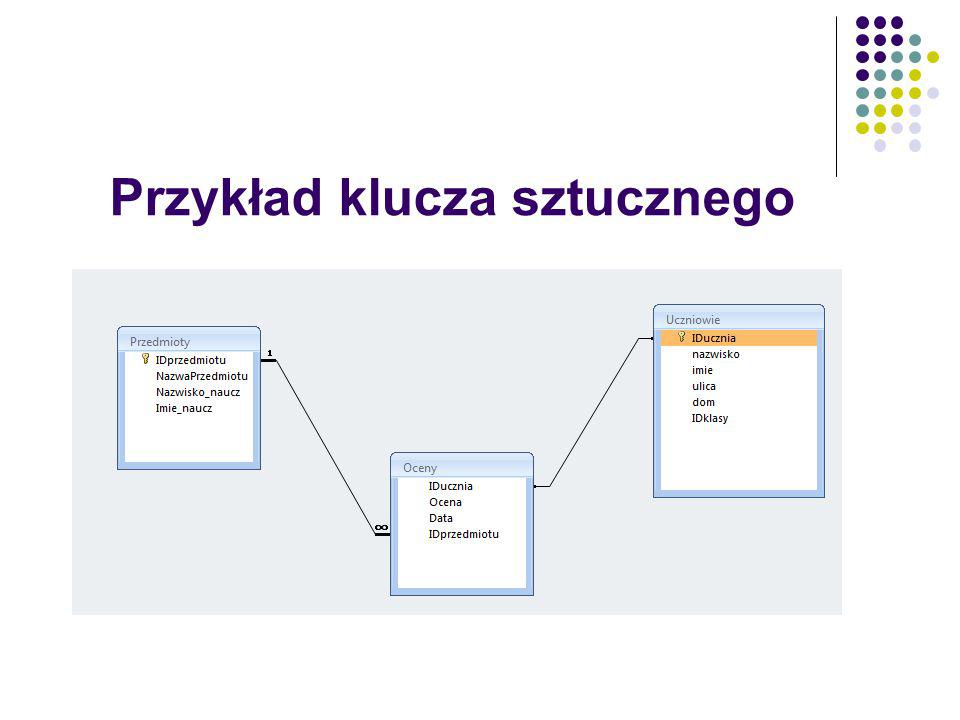 Przykład klucza sztucznego
Przedmioty
IDprzedmiotu
NazwaPrzedmiotu
Nazwisko_naucz
Imie_naucz
1
∞
Oceny
IDucznia
Ocena
Data
IDprzedmiotu
Uczniowie
IDucznia
nazwisko
imie
ulica
dom
IDklasy